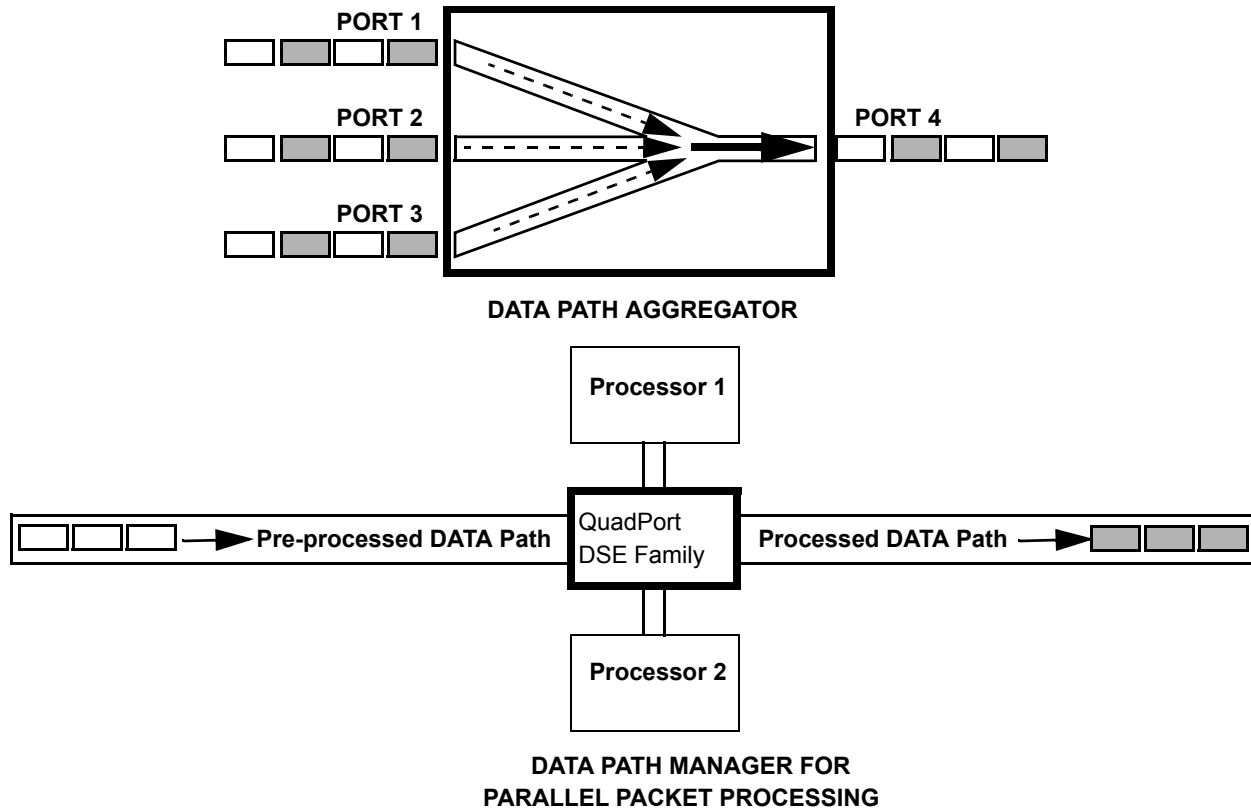 PORT 1
PORT 2
PORT 4
PORT 3
DATA PATH AGGREGATOR
Processor 1
QuadPort
DSE Family
Pre-processed DATA Path
Processed DATA Path
Processor 2
DATA PATH MANAGER FOR
PARALLEL PACKET PROCESSING